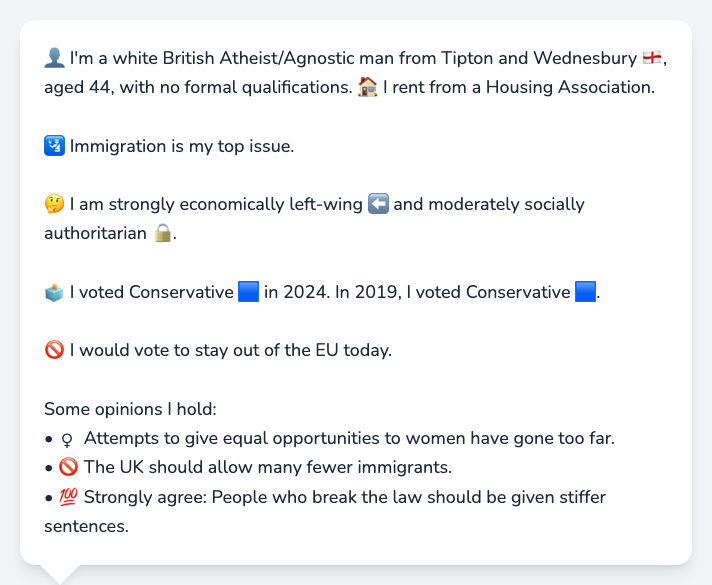 👤 I'm a white British Atheist/Agnostic man from Tipton and Wednesbury 🏴󠁧󠁢󠁥󠁮󠁧󠁿,
aged 44, with no formal qualifications. 🏠 I rent from a Housing Association.
🛂 Immigration is my top issue.
🤔 I am strongly economically left-wing ⬅️ and moderately socially
authoritarian 🔒.
🗳️ I voted Conservative 🟦 in 2024. In 2019, I voted Conservative 🟦.
🚫 I would vote to stay out of the EU today.
Some opinions I hold:
• ♀ Attempts to give equal opportunities to women have gone too far.
• 🚫 The UK should allow many fewer immigrants.
• 💯 Strongly agree: People who break the law should be given stiffer
sentences.